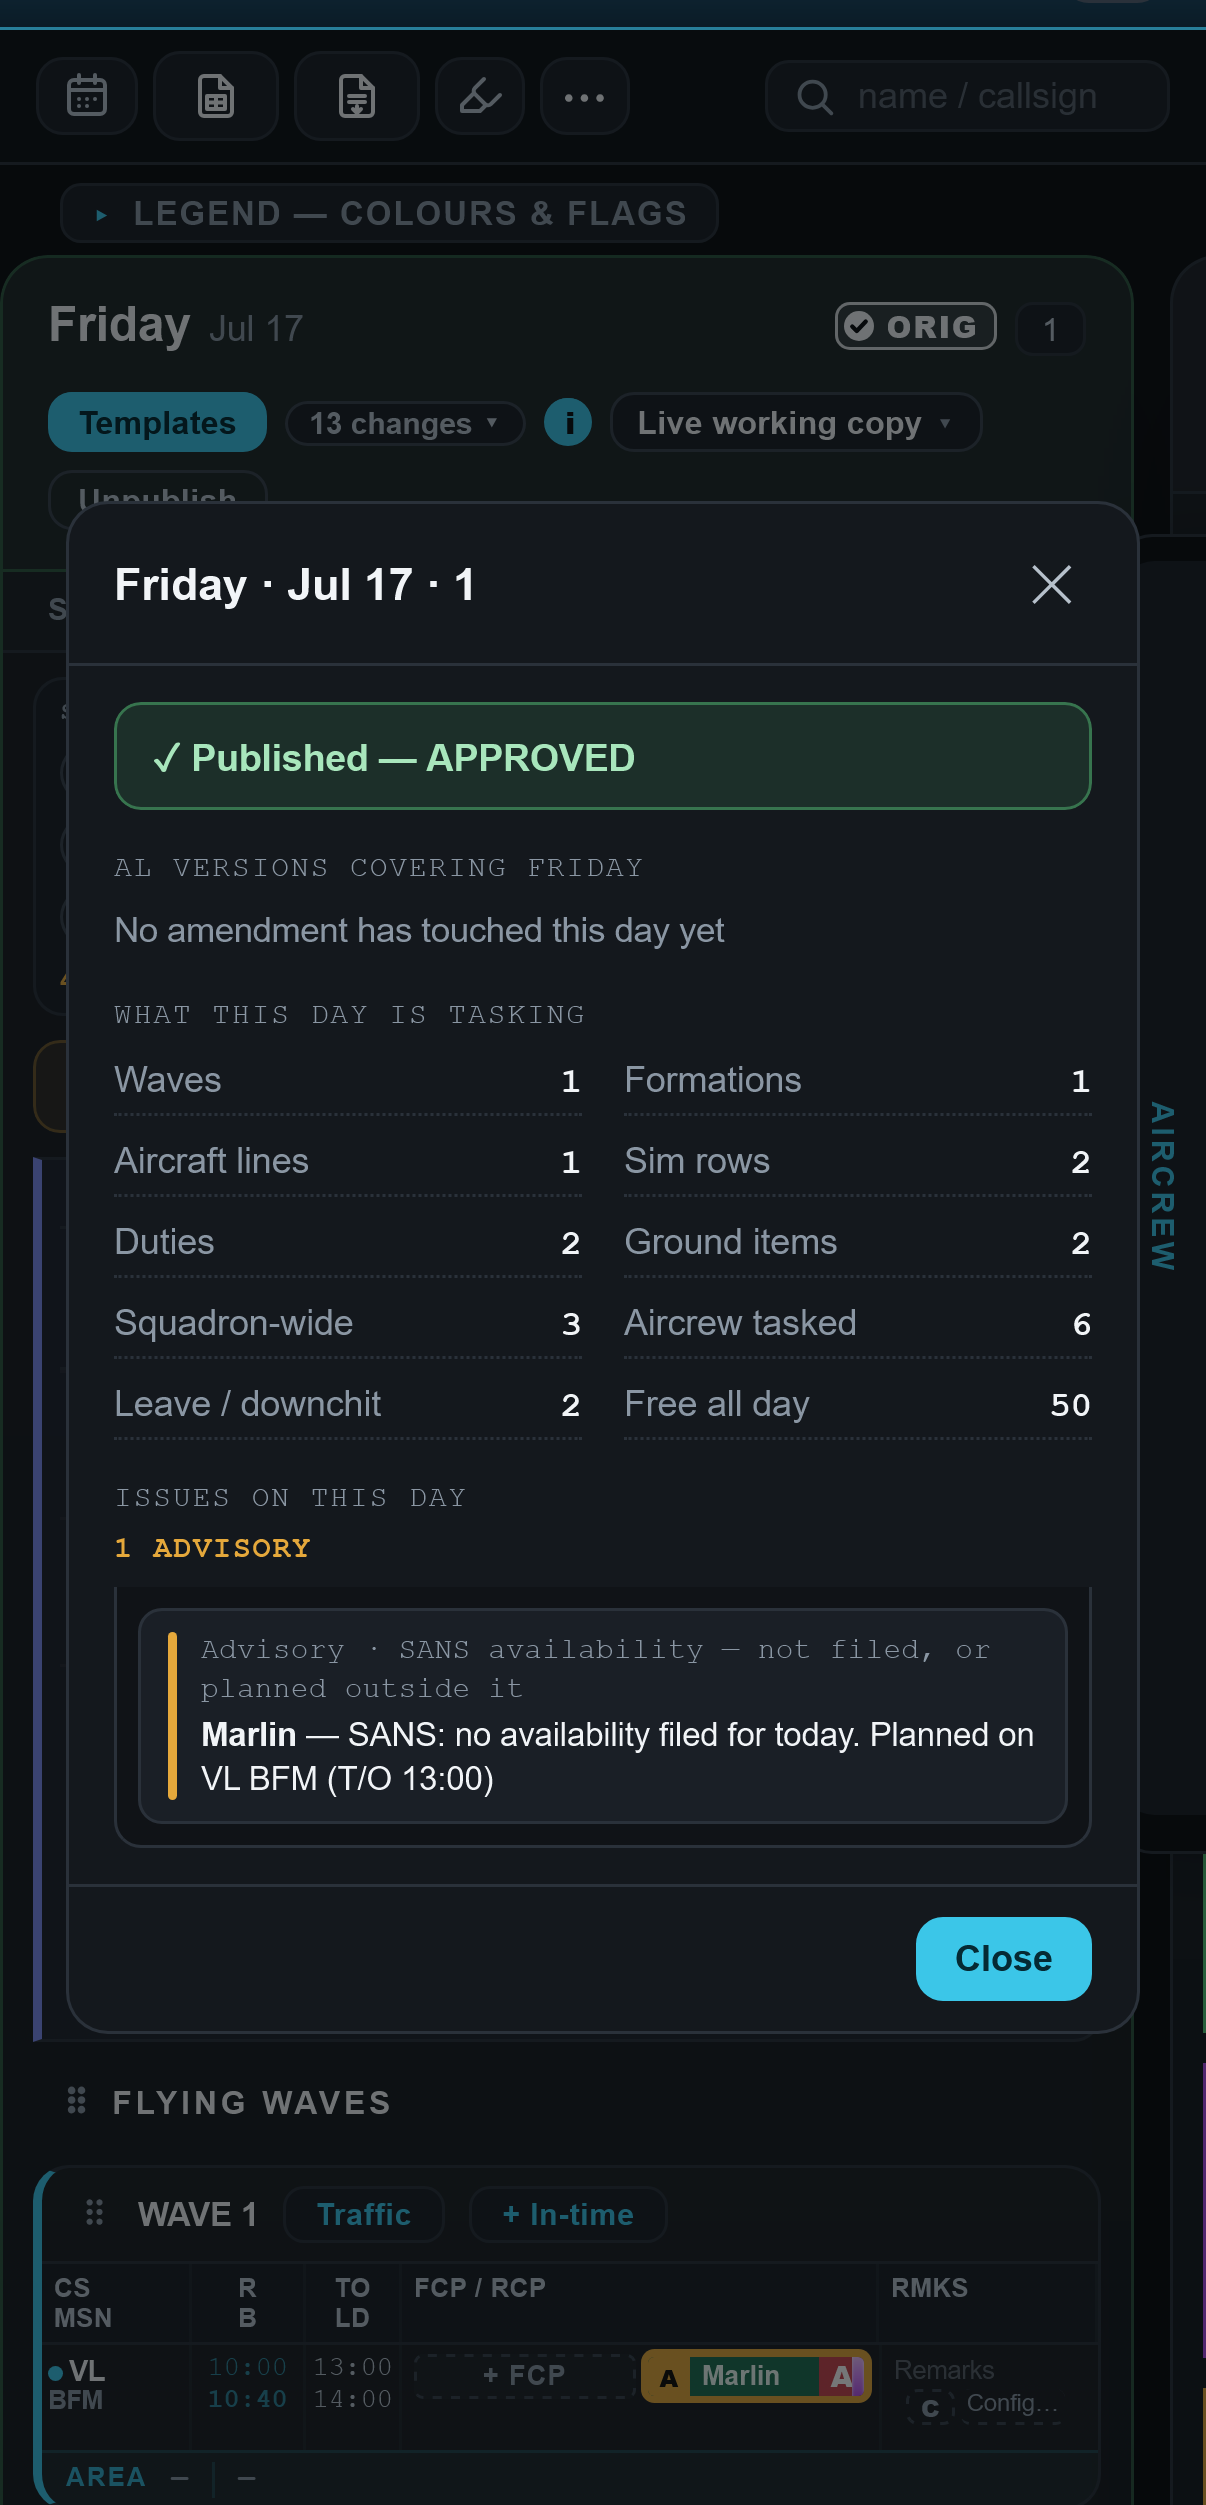 name / callsign
▸ LEGEND — COLOURS & FLAGS
Friday Jul 17 ORIG 1
Templates 13 changes ▾ i Live working copy ▾
Unpublish
Friday · Jul 17 · 1
✓ Published — APPROVED
AL VERSIONS COVERING FRIDAY
No amendment has touched this day yet
WHAT THIS DAY IS TASKING
Waves 1 Formations 1
Aircraft lines 1 Sim rows 2
Duties 2 Ground items 2
Squadron-wide 3 Aircrew tasked 6
Leave / downchit 2 Free all day 50
AIRCREW
ISSUES ON THIS DAY
1 ADVISORY
Advisory · SANS availability — not filed, or
planned outside it
Marlin — SANS: no availability filed for today. Planned on
VL BFM (T/O 13:00)
Close
FLYING WAVES
WAVE 1 Traffic + In-time
CS R TO FCP / RCP RMKS
MSN B LD
VL 10:00 13:00 + FCP A Marlin A Remarks
BFM 10:40 14:00 C Config...
AREA — —